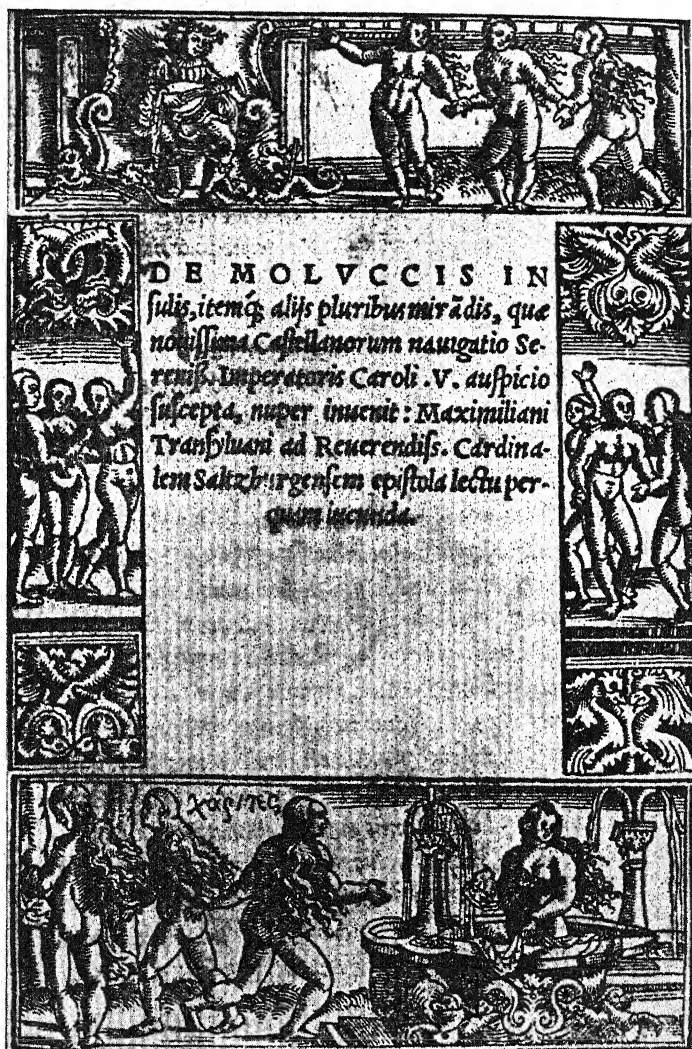 DE MOLVCCIS IN
ſulis, itemq́; alijs pluribus mirãdis, quæ
nouiſſima Caſtellanorum nauigatio Se-
reniſſ. Imperatoris Caroli .V. auſpicio
ſuſcepta, nuper inuenit: Maximiliani
Tranſyluani ad Reuerendiſſ. Cardina-
lem Saltzburgenſem epiſtola lectu per-
quam iucunda.
χάριτες